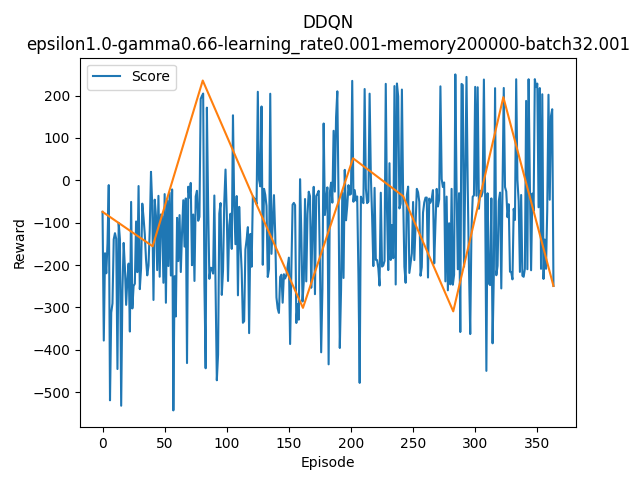 DDQN
epsilon1.0-gamma0.66-learning_rate0.001-memory200000-batch32.001
Score
200
100
0
−100
−200
−300
−400
−500
Reward
0 50 100 150 200 250 300 350
Episode